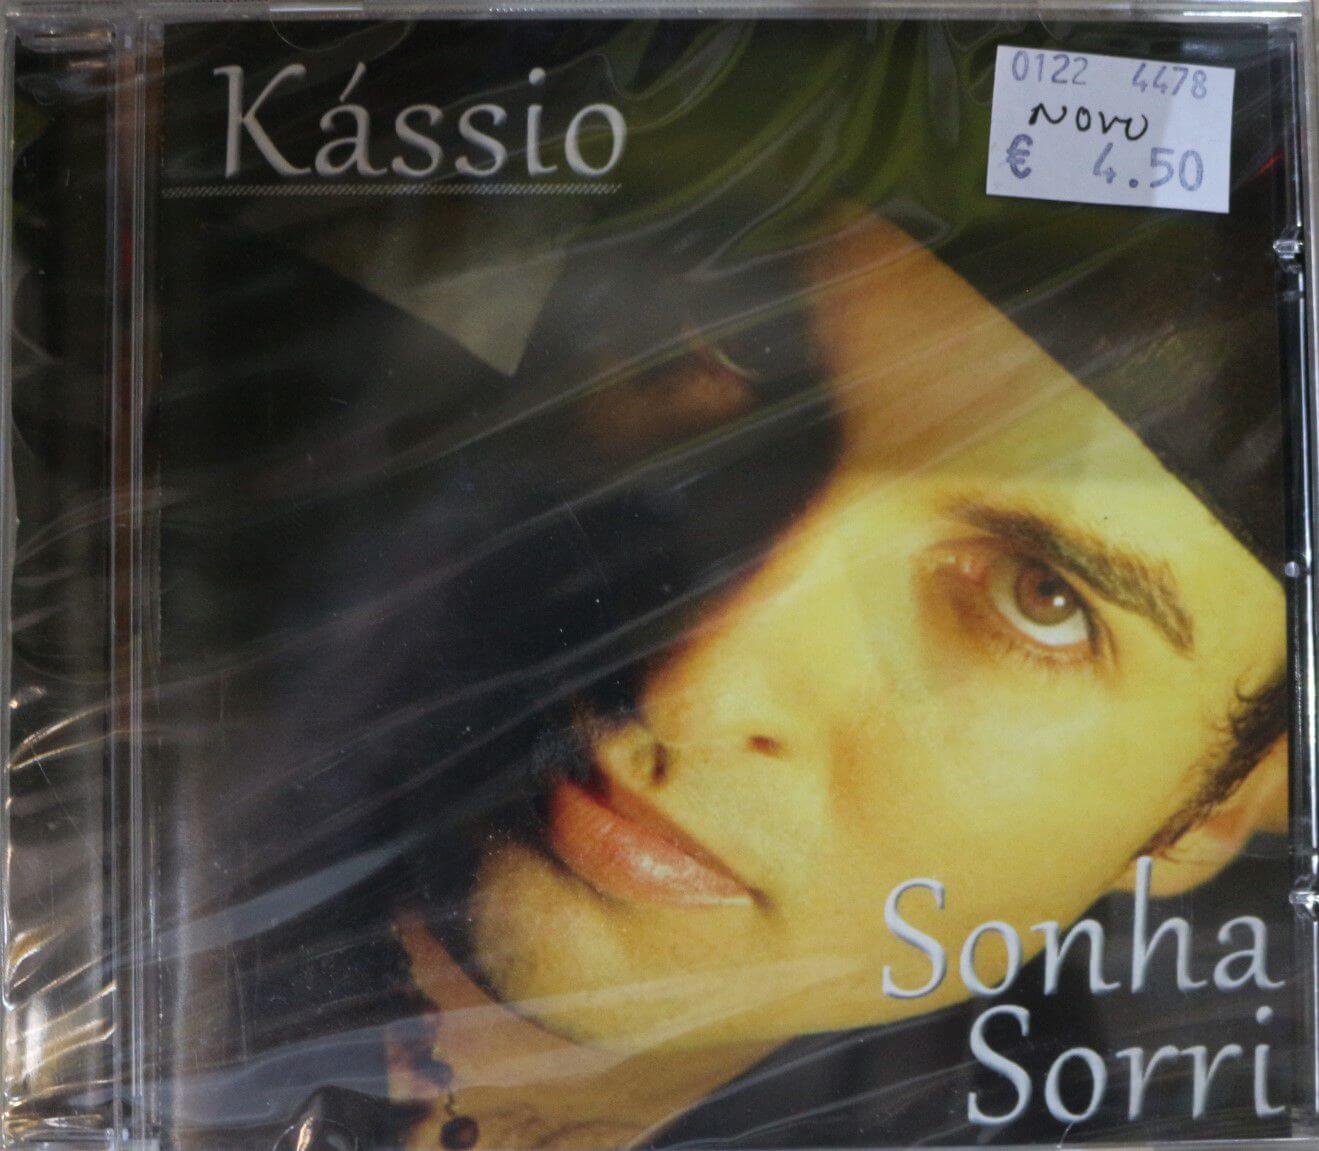 Kássio
0122 4478
NOVO
€ 4.50
Sonha
Sorri